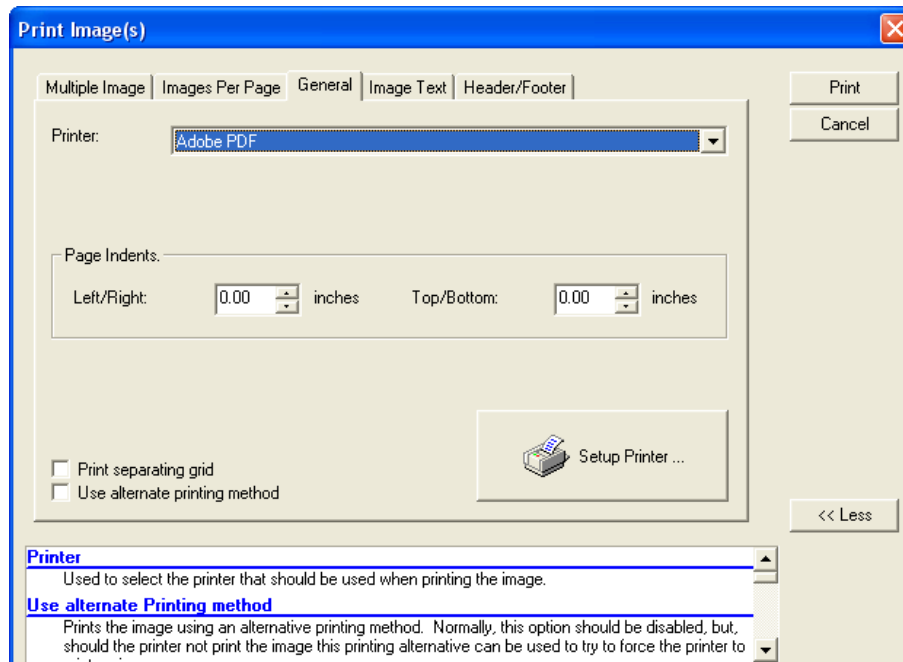 Print Image(s)
Multiple Image Images Per Page General Image Text Header/Footer
Print
Cancel
Printer: Adobe PDF
Page Indents.
Left/Right: 0.00 inches Top/Bottom: 0.00 inches
Setup Printer ...
Print separating grid
Use alternate printing method
<< Less
Printer
Used to select the printer that should be used when printing the image.
Use alternate Printing method
Prints the image using an alternative printing method. Normally, this option should be disabled, but,
should the printer not print the image this printing alternative can be used to try to force the printer to